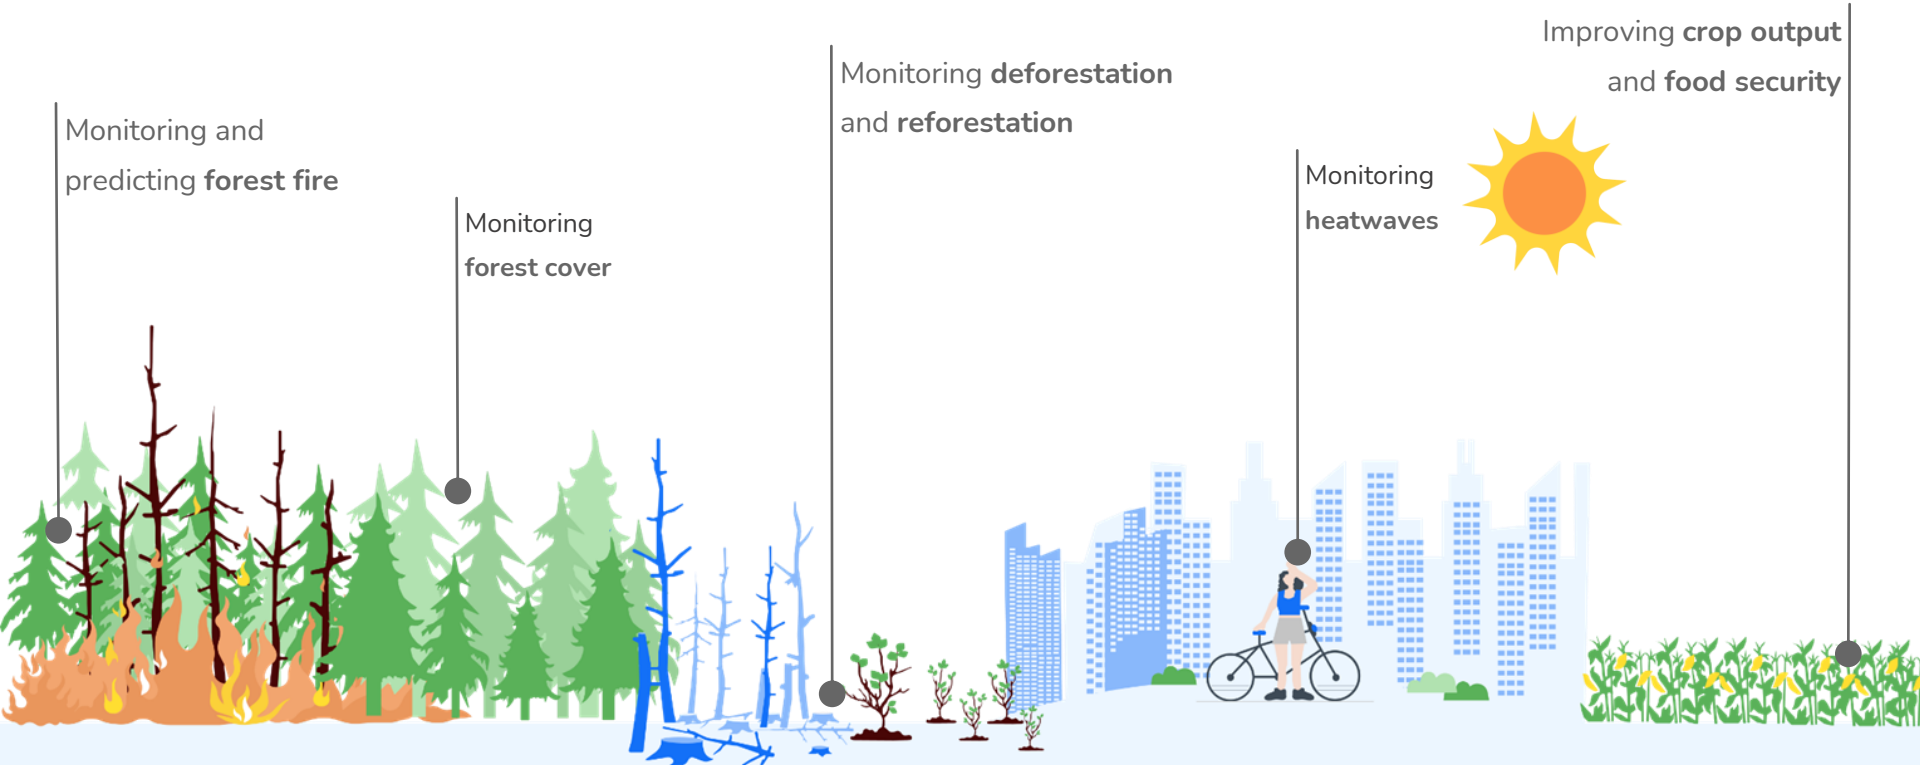 Monitoring and
predicting forest fire
Monitoring
forest cover
Monitoring deforestation
and reforestation
Monitoring
heatwaves
Improving crop output
and food security